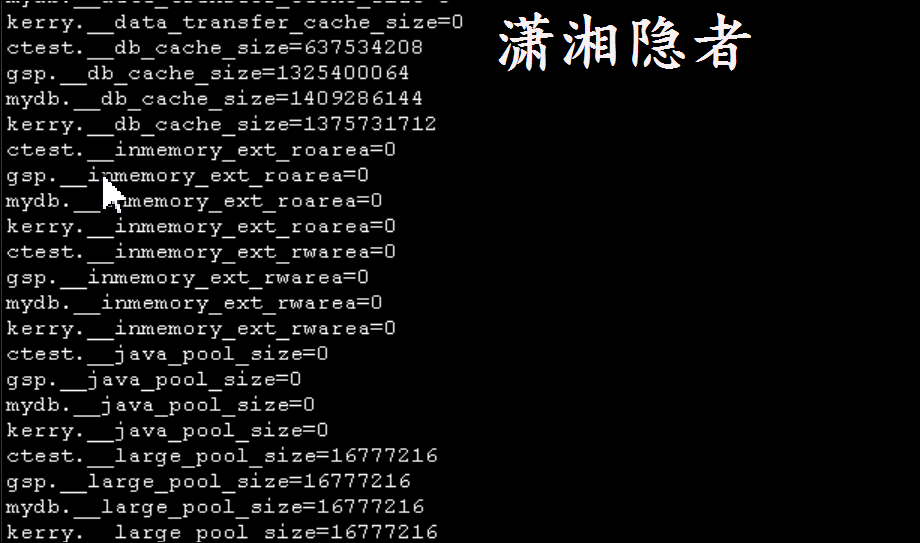 kerry.__data_transfer_cache_size=0
潇湘隐者
ctest.__db_cache_size=637534208
gsp.__db_cache_size=1325400064
mydb.__db_cache_size=1409286144
kerry.__db_cache_size=1375731712
ctest.__inmemory_ext_roarea=0
gsp.__inmemory_ext_roarea=0
mydb.__inmemory_ext_roarea=0
kerry.__inmemory_ext_roarea=0
ctest.__inmemory_ext_rwarea=0
gsp.__inmemory_ext_rwarea=0
mydb.__inmemory_ext_rwarea=0
kerry.__inmemory_ext_rwarea=0
ctest.__java_pool_size=0
gsp.__java_pool_size=0
mydb.__java_pool_size=0
kerry.__java_pool_size=0
ctest.__large_pool_size=16777216
gsp.__large_pool_size=16777216
mydb.__large_pool_size=16777216
kerry.__large_pool_size=16777216